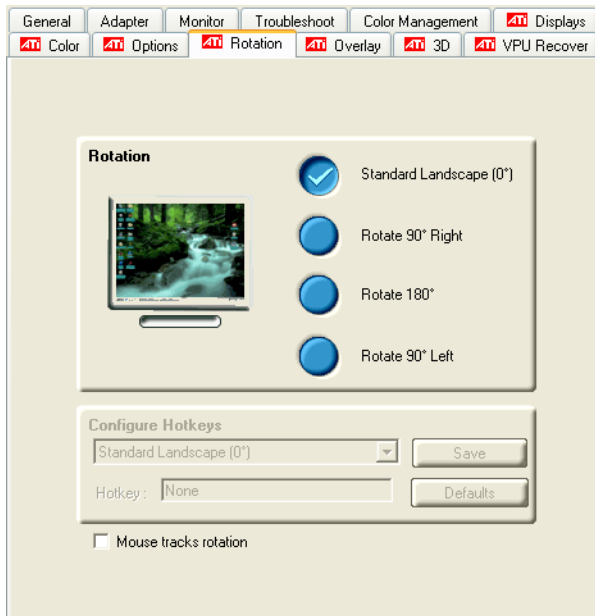 General Adapter Monitor Troubleshoot Color Management ATI Displays
ATI Color ATI Options ATI Rotation ATI Overlay ATI 3D ATI VPU Recover
Rotation
Standard Landscape (0°)
Rotate 90° Right
Rotate 180°
Rotate 90° Left
Configure Hotkeys
Standard Landscape (0°) Save
Hotkey : None Defaults
Mouse tracks rotation